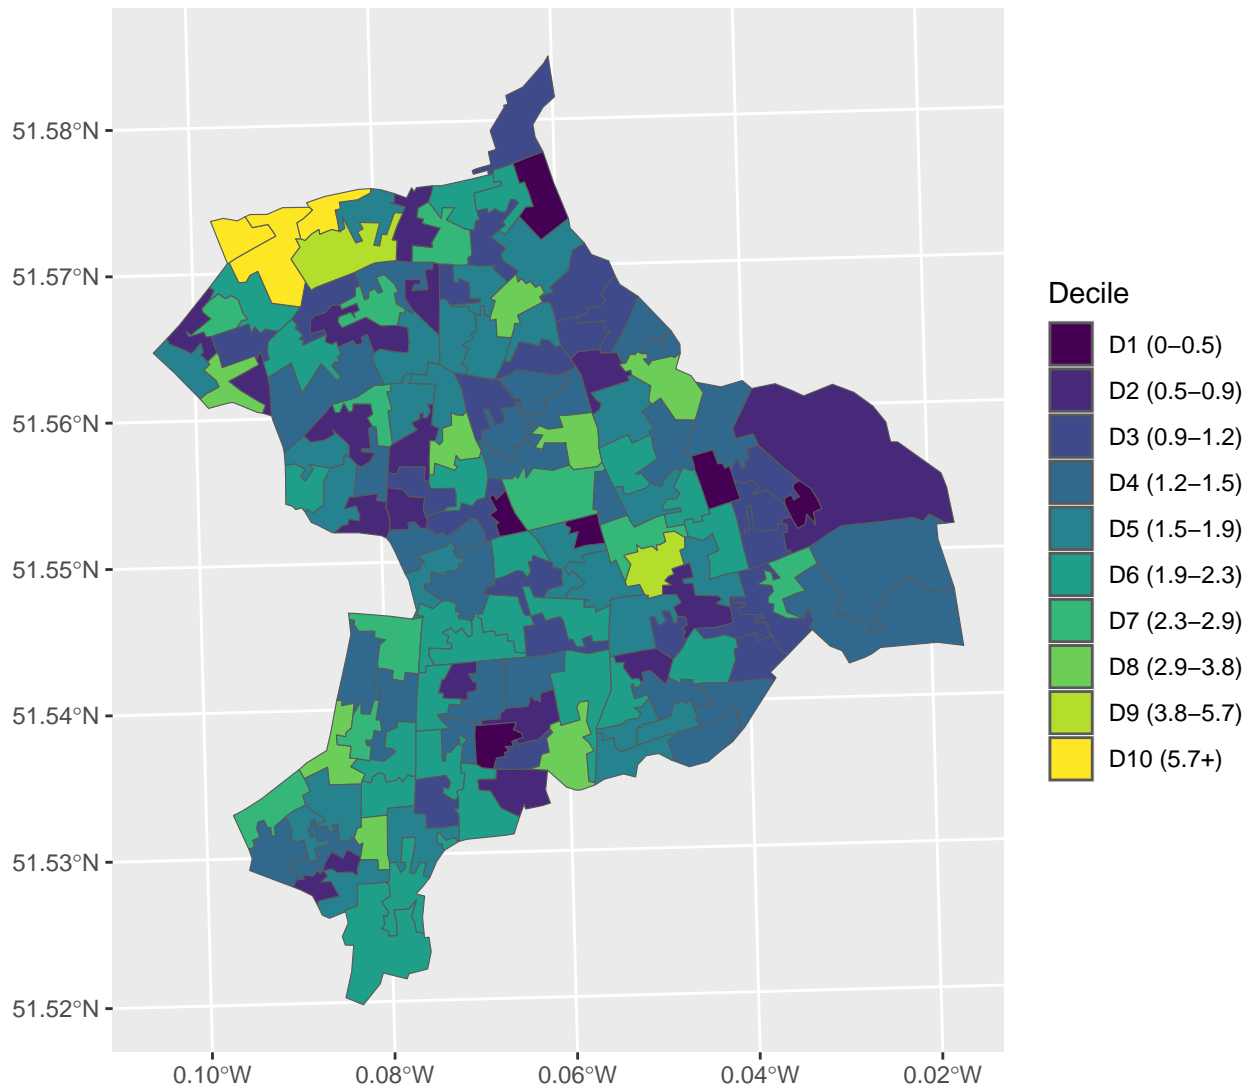 51.58°N
51.57°N
51.56°N
51.55°N
51.54°N
51.53°N
51.52°N
0.10°W 0.08°W 0.06°W 0.04°W 0.02°W
Decile
D1 (0−0.5)
D2 (0.5−0.9)
D3 (0.9−1.2)
D4 (1.2−1.5)
D5 (1.5−1.9)
D6 (1.9−2.3)
D7 (2.3−2.9)
D8 (2.9−3.8)
D9 (3.8−5.7)
D10 (5.7+)